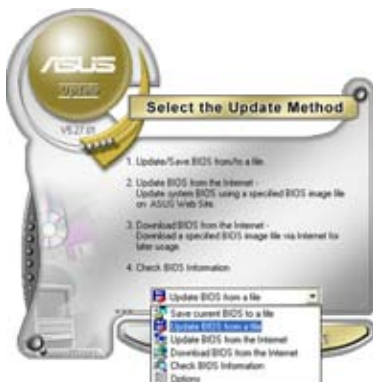 ASUS
Update
V5.27.01
Select the Update Method
1. Update/Save BIOS from/to a file
2. Update BIOS from the Internet -
Update system BIOS using a specified BIOS image file
on ASUS Web Site.
3. Download BIOS from the Internet -
Download a specified BIOS image file via Internet for
later usage.
4. Check BIOS Information
Update BIOS from a file
Save current BIOS to a file
Update BIOS from a file
Update BIOS from the Internet
Download BIOS from the Internet
Check BIOS Information
Options